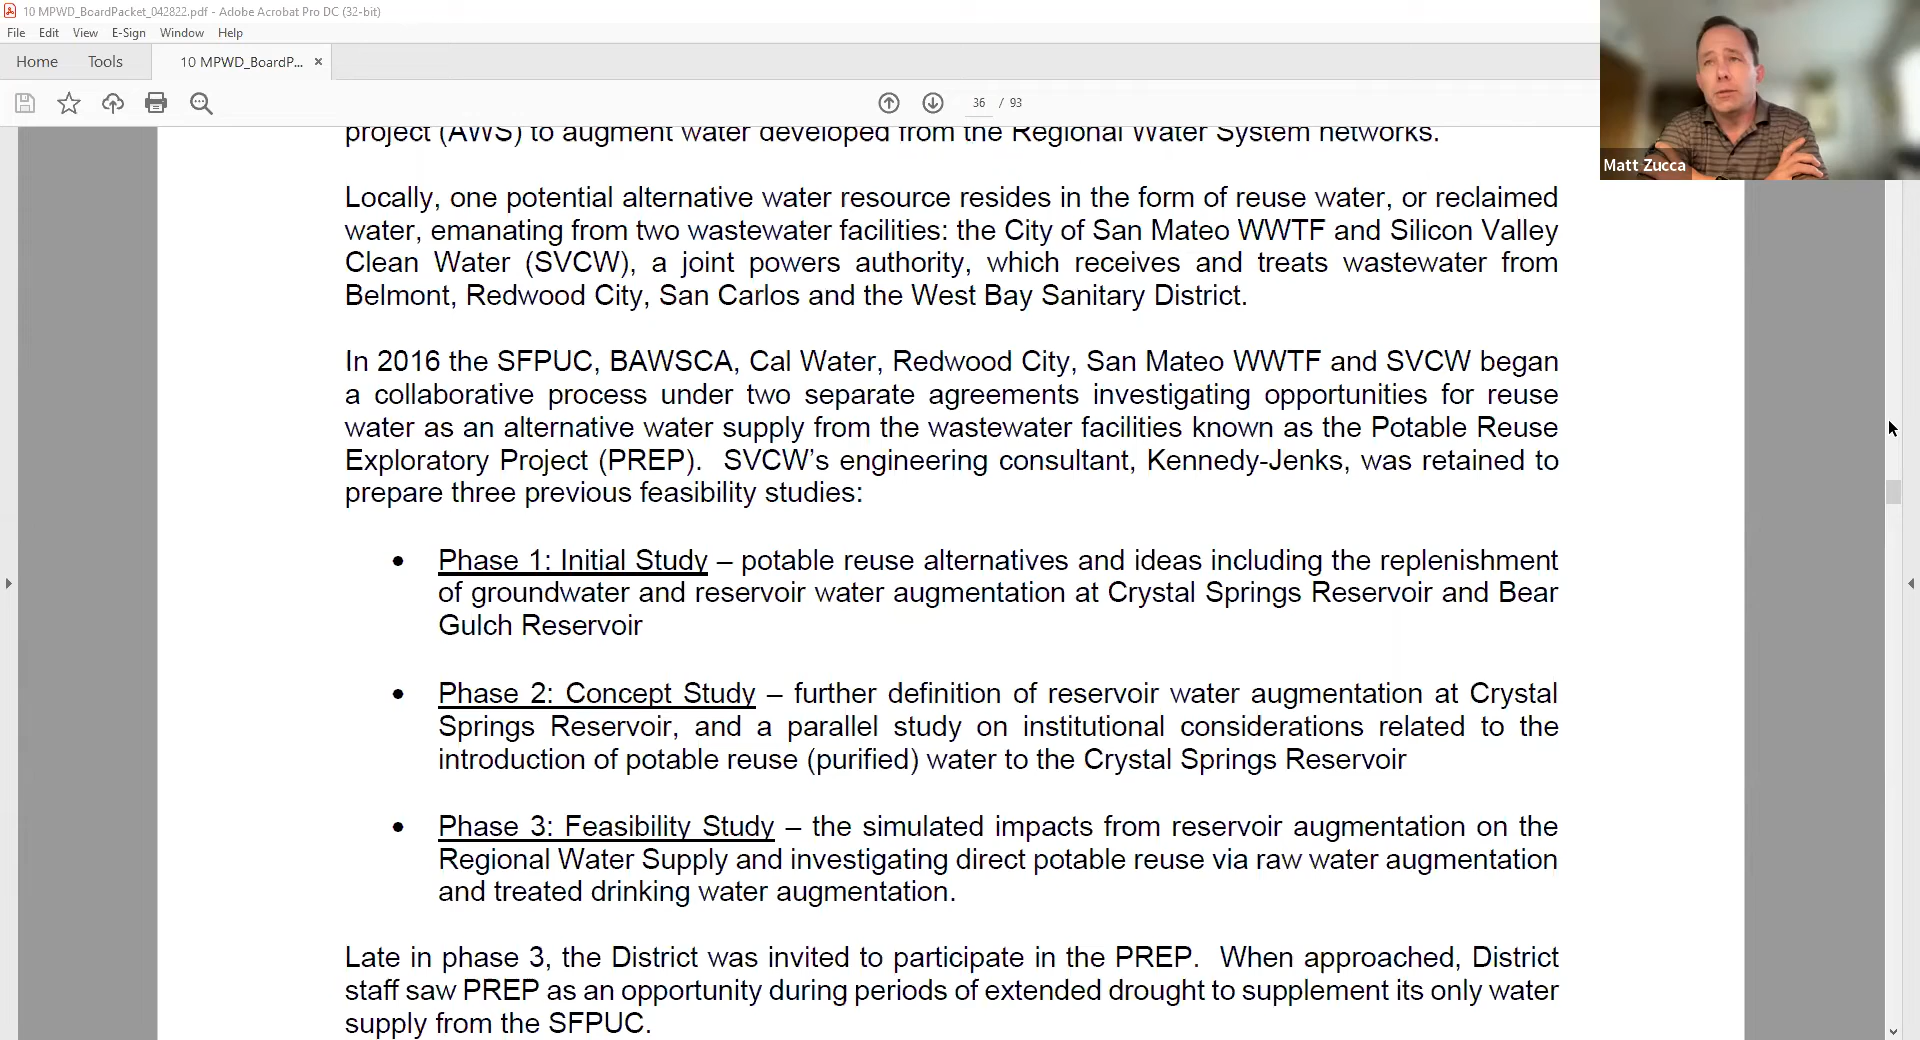 10 MPWD_BoardPacket_042822.pdf - Adobe Acrobat Pro DC (32-bit)
File Edit View E-Sign Window Help
Home Tools 10 MPWD_BoardP... ×
36 / 93
Matt Zucca
project (AWS) to augment water developed from the Regional Water System networks.
Locally, one potential alternative water resource resides in the form of reuse water, or reclaimed
water, emanating from two wastewater facilities: the City of San Mateo WWTF and Silicon Valley
Clean Water (SVCW), a joint powers authority, which receives and treats wastewater from
Belmont, Redwood City, San Carlos and the West Bay Sanitary District.
In 2016 the SFPUC, BAWSCA, Cal Water, Redwood City, San Mateo WWTF and SVCW began
a collaborative process under two separate agreements investigating opportunities for reuse
water as an alternative water supply from the wastewater facilities known as the Potable Reuse
Exploratory Project (PREP). SVCW's engineering consultant, Kennedy-Jenks, was retained to
prepare three previous feasibility studies:
• Phase 1: Initial Study – potable reuse alternatives and ideas including the replenishment
of groundwater and reservoir water augmentation at Crystal Springs Reservoir and Bear
Gulch Reservoir
• Phase 2: Concept Study – further definition of reservoir water augmentation at Crystal
Springs Reservoir, and a parallel study on institutional considerations related to the
introduction of potable reuse (purified) water to the Crystal Springs Reservoir
• Phase 3: Feasibility Study – the simulated impacts from reservoir augmentation on the
Regional Water Supply and investigating direct potable reuse via raw water augmentation
and treated drinking water augmentation.
Late in phase 3, the District was invited to participate in the PREP. When approached, District
staff saw PREP as an opportunity during periods of extended drought to supplement its only water
supply from the SFPUC.